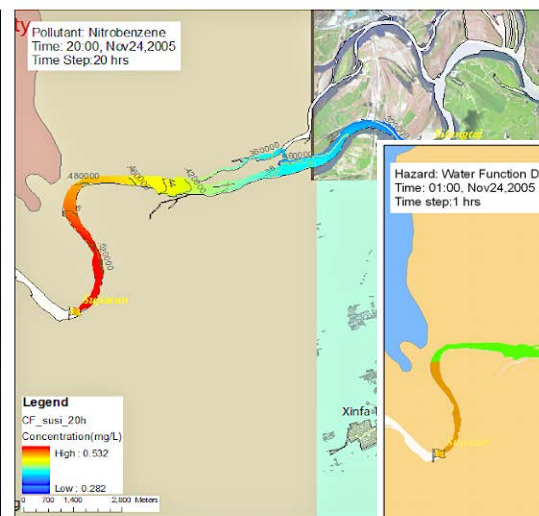 ty
Pollutant: Nitrobenzene
Time: 20:00, Nov24,2005
Time Step:20 hrs
480000
460000
420000
Hazard: Water Function D
Time: 01:00, Nov24,2005
Time step:1 hrs
Legend
CF_susi_20h
Concentration(mg/L)
High : 0.532
Low : 0.282
0 700 1,400 2,800 Meters
Xinfa
g